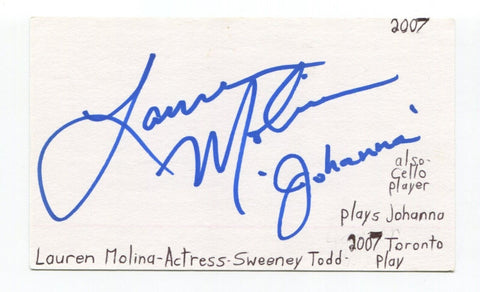 2007
Lauren
Molina
"Johanna"
also-
Cello
player
plays Johanna
2007 Toronto
Lauren Molina-Actress-Sweeney Todd- play